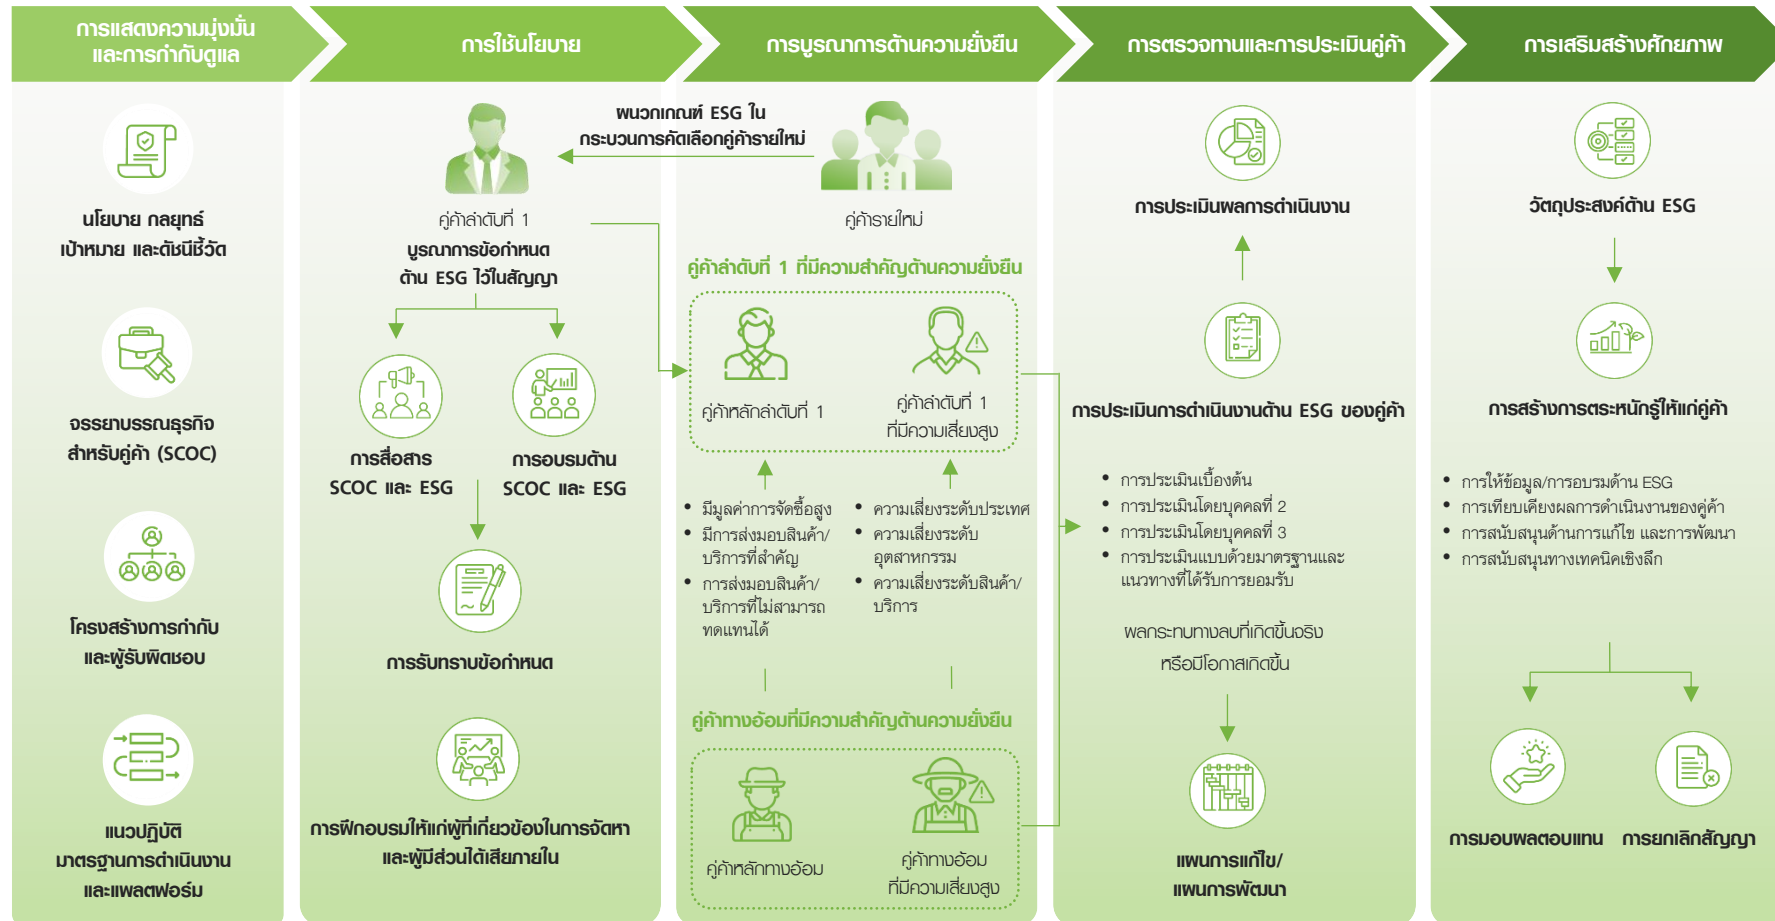 การแสดงความมุ่งมั่น
และการกำกับดูแล
การใช้นโยบาย
การบูรณาการด้านความยั่งยืน
การตรวจทานและการประเมินคู่ค้า
การเสริมสร้างศักยภาพ
นโยบาย กลยุทธ์
เป้าหมาย และดัชนีชี้วัด
จรรยาบรรณธุรกิจ
สำหรับคู่ค้า (SCOC)
โครงสร้างการกำกับ
และผู้รับผิดชอบ
แนวปฏิบัติ
มาตรฐานการดำเนินงาน
และแพลตฟอร์ม
คู่ค้าลำดับที่ 1
บูรณาการข้อกำหนด
ด้าน ESG ไว้ในสัญญา
การสื่อสาร
SCOC และ ESG
การอบรมด้าน
SCOC และ ESG
การรับทราบข้อกำหนด
การฝึกอบรมให้แก่ผู้ที่เกี่ยวข้องในการจัดหา
และผู้มีส่วนได้เสียภายใน
ผนวกเกณฑ์ ESG ใน
กระบวนการคัดเลือกคู่ค้ารายใหม่
คู่ค้ารายใหม่
คู่ค้าลำดับที่ 1 ที่มีความสำคัญด้านความยั่งยืน
คู่ค้าหลักลำดับที่ 1
คู่ค้าลำดับที่ 1
ที่มีความเสี่ยงสูง
• มีมูลค่าการจัดซื้อสูง
• มีการส่งมอบสินค้า/
บริการที่สำคัญ
• การส่งมอบสินค้า/
บริการที่ไม่สามารถ
ทดแทนได้
• ความเสี่ยงระดับประเทศ
• ความเสี่ยงระดับ
อุตสาหกรรม
• ความเสี่ยงระดับสินค้า/
บริการ
คู่ค้าทางอ้อมที่มีความสำคัญด้านความยั่งยืน
คู่ค้าหลักทางอ้อม
คู่ค้าทางอ้อม
ที่มีความเสี่ยงสูง
การประเมินผลการดำเนินงาน
การประเมินการดำเนินงานด้าน ESG ของคู่ค้า
• การประเมินเบื้องต้น
• การประเมินโดยบุคคลที่ 2
• การประเมินโดยบุคคลที่ 3
• การประเมินแบบด้วยมาตรฐานและ
แนวทางที่ได้รับการยอมรับ
ผลกระทบทางลบที่เกิดขึ้นจริง
หรือมีโอกาสเกิดขึ้น
แผนการแก้ไข/
แผนการพัฒนา
วัตถุประสงค์ด้าน ESG
การสร้างการตระหนักรู้ให้แก่คู่ค้า
• การให้ข้อมูล/การอบรมด้าน ESG
• การเทียบเคียงผลการดำเนินงานของคู่ค้า
• การสนับสนุนด้านการแก้ไข และการพัฒนา
• การสนับสนุนทางเทคนิคเชิงลึก
การมอบผลตอบแทน
การยกเลิกสัญญา